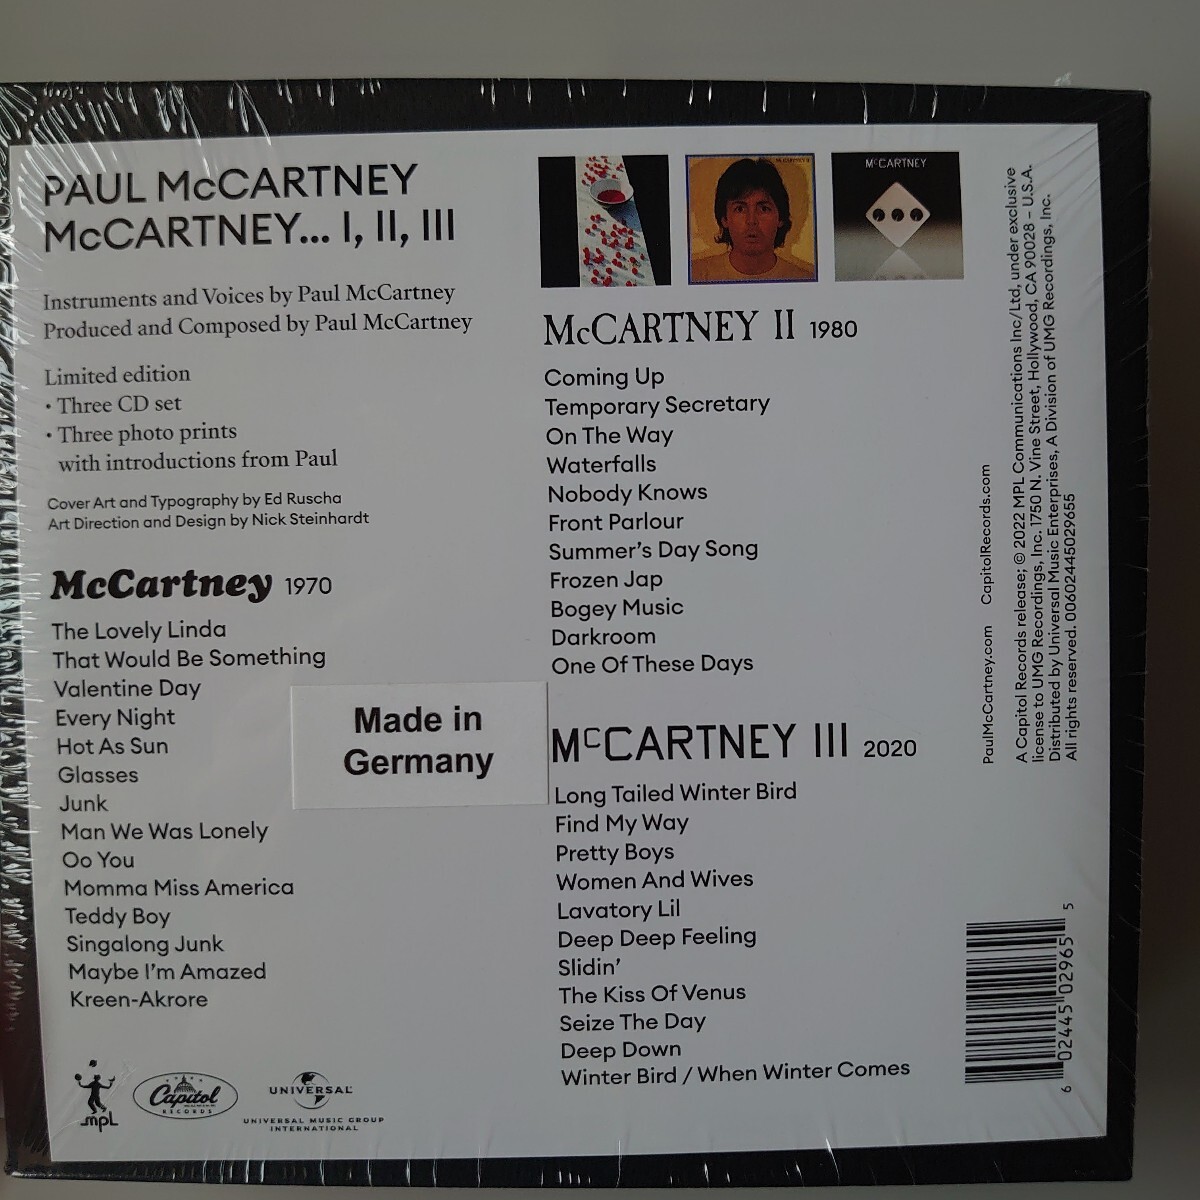 PAUL McCARTNEY
McCARTNEY... I, II, III
Instruments and Voices by Paul McCartney
Produced and Composed by Paul McCartney
Limited edition
• Three CD set
• Three photo prints
with introductions from Paul
Cover Art and Typography by Ed Ruscha
Art Direction and Design by Nick Steinhardt
McCartney 1970
The Lovely Linda
That Would Be Something
Valentine Day
Every Night
Hot As Sun
Glasses
Junk
Man We Was Lonely
Oo You
Momma Miss America
Teddy Boy
Singalong Junk
Maybe I'm Amazed
Kreen-Akrore
Made in
Germany
McCARTNEY
McCARTNEY II 1980
Coming Up
Temporary Secretary
On The Way
Waterfalls
Nobody Knows
Front Parlour
Summer's Day Song
Frozen Jap
Bogey Music
Darkroom
One Of These Days
McCARTNEY III 2020
Long Tailed Winter Bird
Find My Way
Pretty Boys
Women And Wives
Lavatory Lil
Deep Deep Feeling
Slidin'
The Kiss Of Venus
Seize The Day
Deep Down
Winter Bird / When Winter Comes
PaulMcCartney.com CapitolRecords.com
A Capitol Records release; © 2022 MPL Communications Inc/Ltd, under exclusive
license to UMG Recordings, Inc. 1750 N. Vine Street, Hollywood, CA 90028 - U.S.A.
Distributed by Universal Music Enterprises, A Division of UMG Recordings, Inc.
All rights reserved. 00602445029655
6 02445 02965 5
mpL
Capitol
RECORDS
UNIVERSAL
UNIVERSAL MUSIC GROUP
INTERNATIONAL